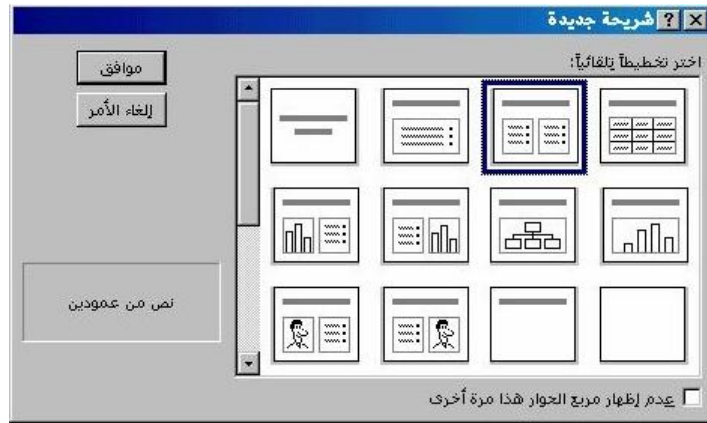 شريحة جديدة
اختر تخطيطاً تلقائياً:
موافق
إلغاء الأمر
نص من عمودين
عدم إظهار مربع الحوار هذا مرة أخرى